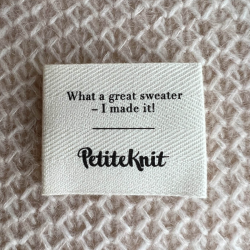 What a great sweater
– I made it!
PetiteKnit